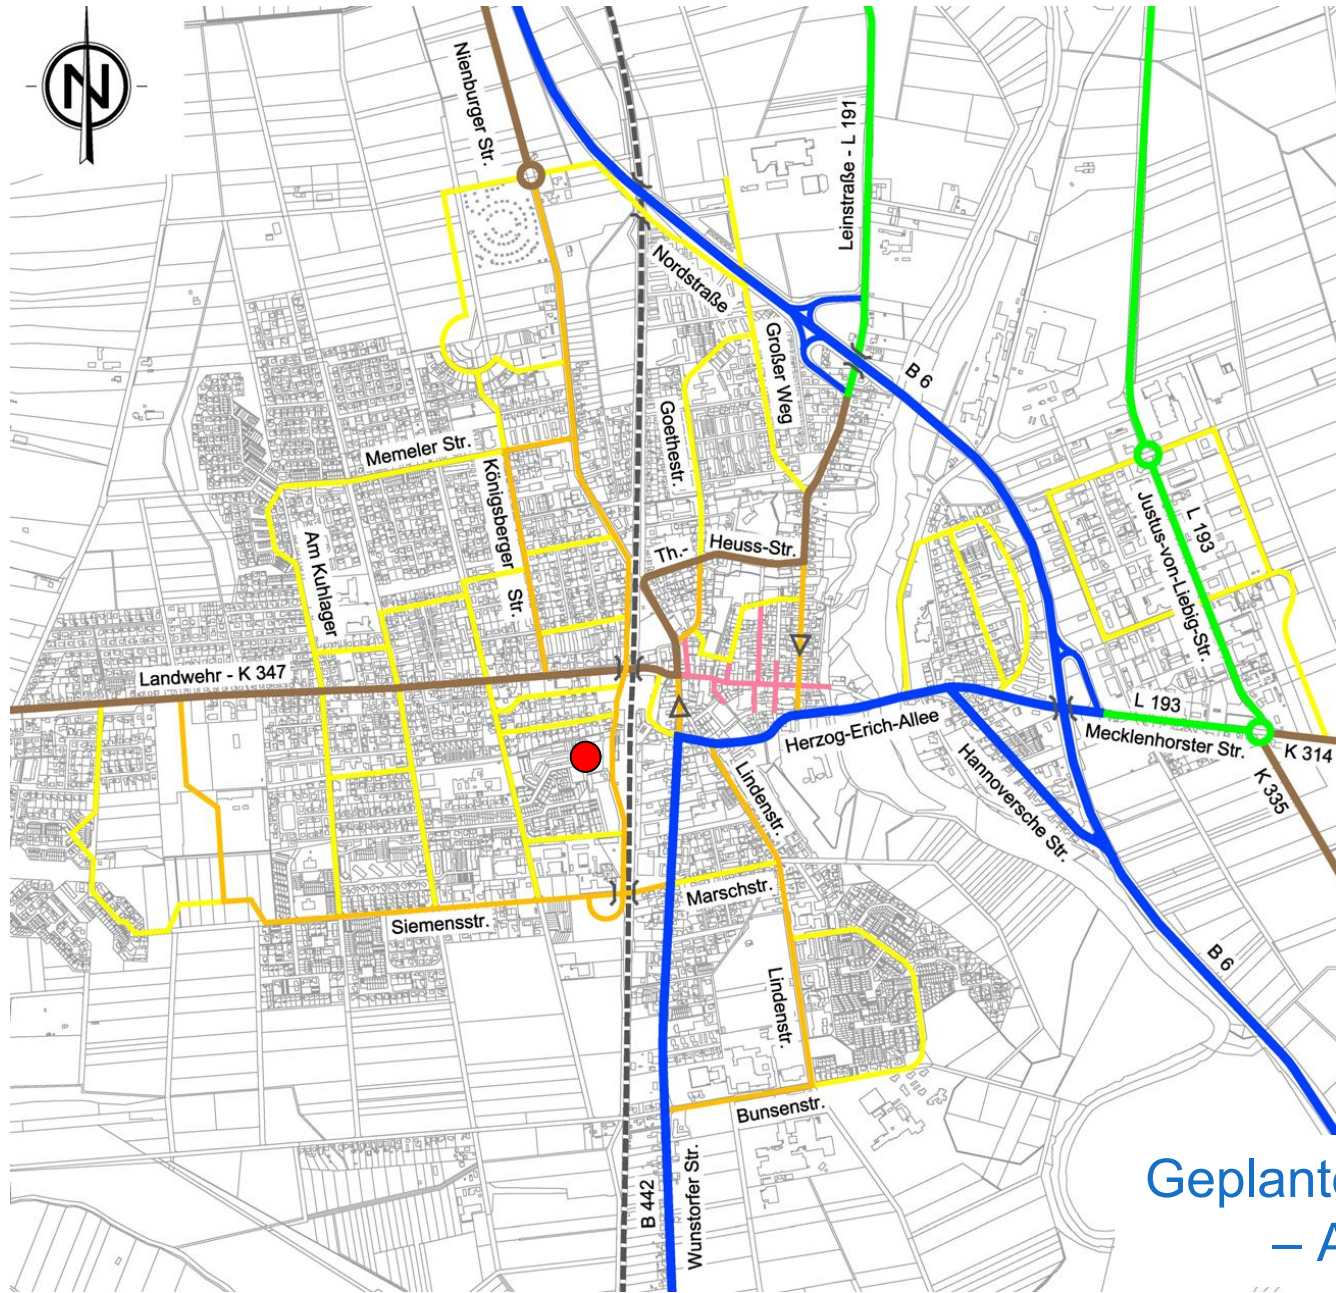 N
Nienburger Str.
Leinstraße - L 191
Nordstraße
Großer Weg
B 6
Goethestr.
Memeler Str.
Königsberger
Str.
Am Kuhlager
Th.-
Heuss-Str.
Justus-von-Liebig-Str.
L 193
Landwehr - K 347
L 193
Mecklenhorster Str.
K 314
K 335
Herzog-Erich-Allee
Hannoversche Str.
Lindenstr.
Marschstr.
Siemensstr.
Lindenstr.
B 6
Bunsenstr.
B 442
Wunstorfer Str.
Geplante
– A